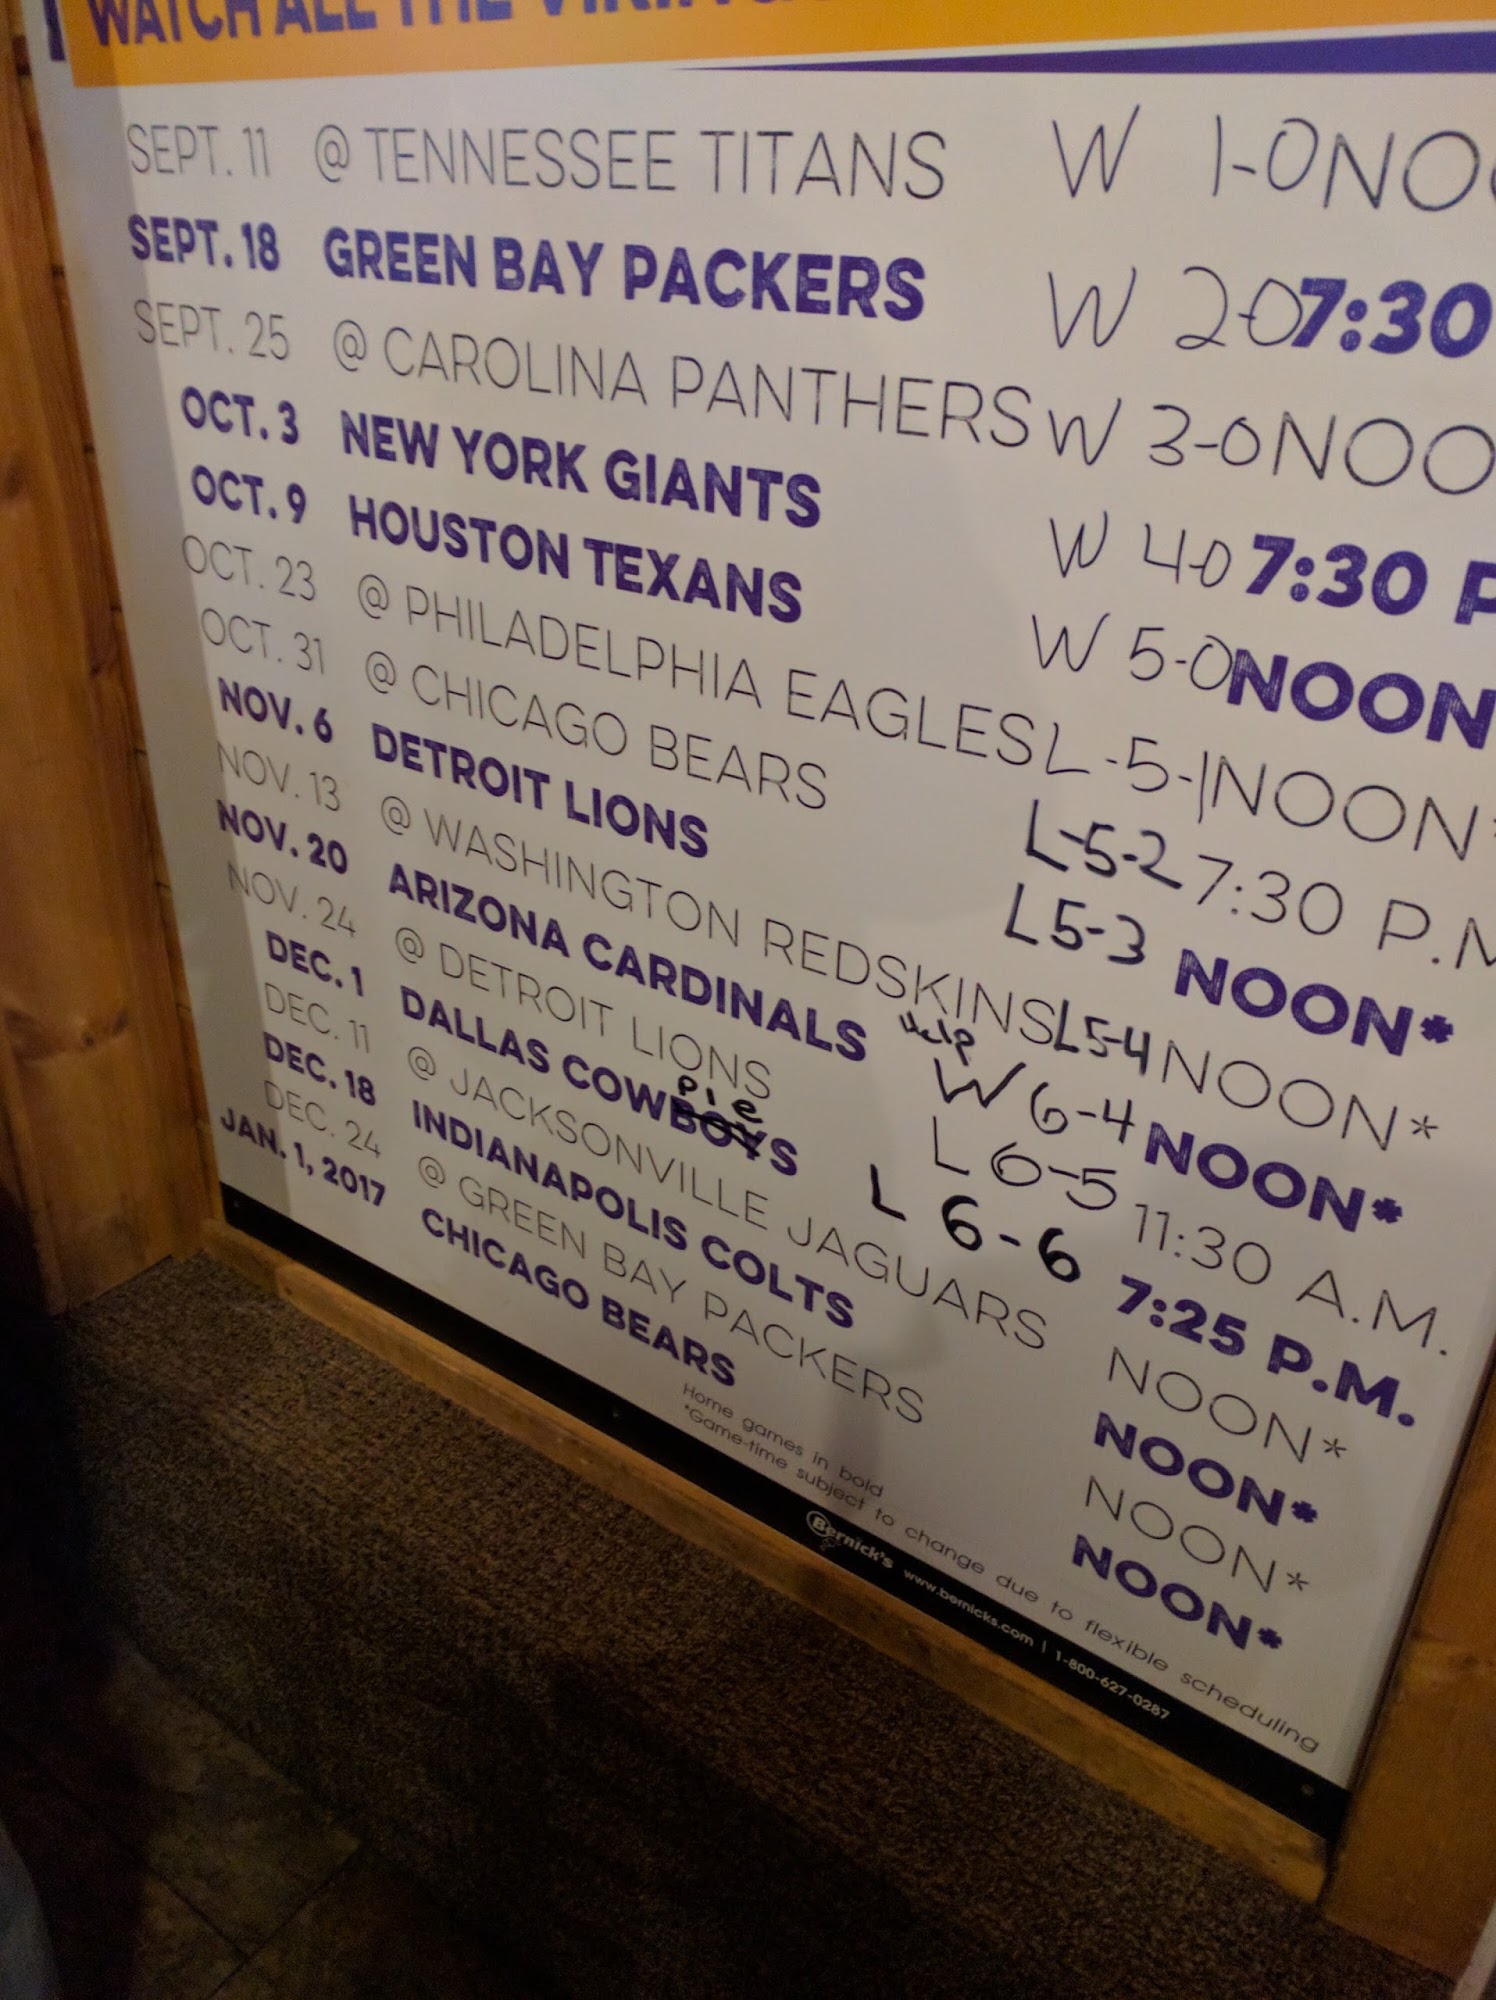 WATCH ALL THE VIKINGS
SEPT. 11 @ TENNESSEE TITANS W 1-0 NOO
SEPT. 18 GREEN BAY PACKERS W 2-0 7:30
SEPT. 25 @ CAROLINA PANTHERS W 3-0 NOO
OCT. 3 NEW YORK GIANTS W 4-0 7:30 P
OCT. 9 HOUSTON TEXANS W 5-0 NOON
OCT. 23 @ PHILADELPHIA EAGLES L-5-1 NOON*
OCT. 31 @ CHICAGO BEARS L-5-2 7:30 P.M
NOV. 6 DETROIT LIONS L 5-3 NOON*
NOV. 13 @ WASHINGTON REDSKINS L5-4 NOON*
Help
NOV. 20 ARIZONA CARDINALS W 6-4 NOON*
NOV. 24 @ DETROIT LIONS L 6-5 11:30 A.M.
pie
DEC. 1 DALLAS COWBOYS L 6-6 7:25 P.M.
DEC. 11 @ JACKSONVILLE JAGUARS NOON*
DEC. 18 INDIANAPOLIS COLTS NOON*
DEC. 24 @ GREEN BAY PACKERS NOON*
JAN. 1, 2017 CHICAGO BEARS NOON*
Home games in bold
*Game-time subject to change due to flexible scheduling
Bernick's www.bernicks.com | 1-800-627-0287